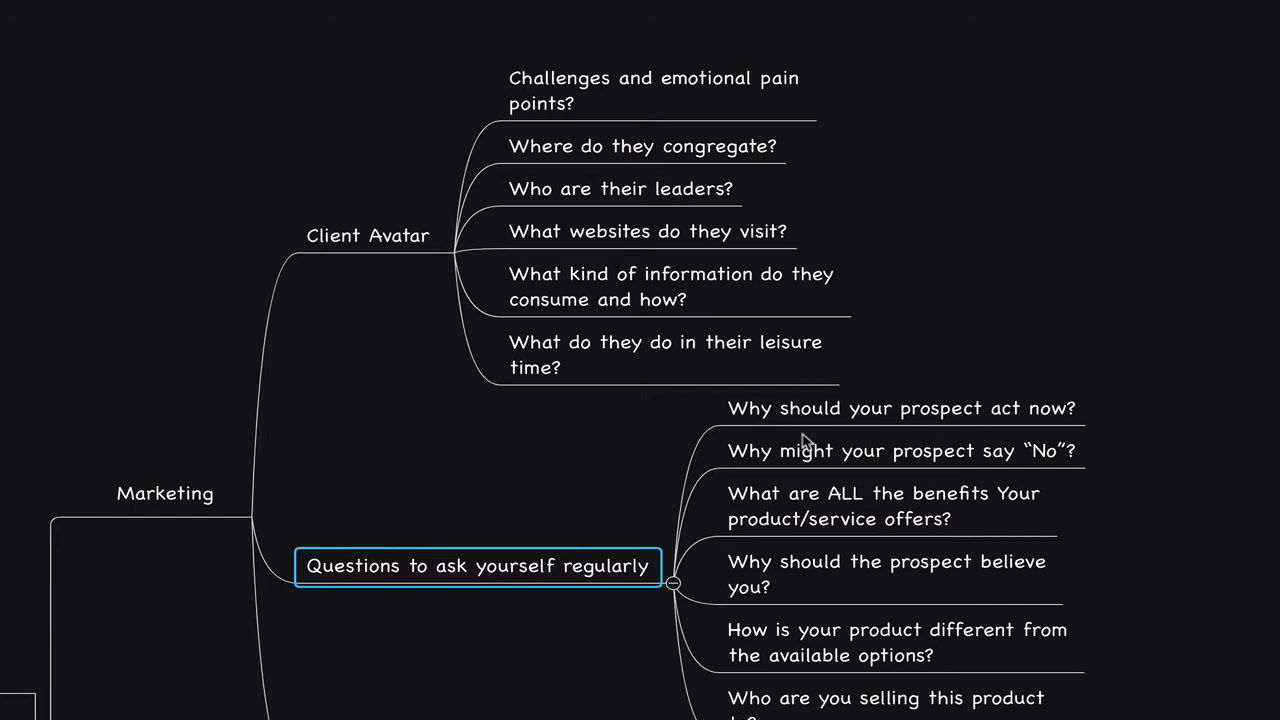 Challenges and emotional pain
points?
Where do they congregate?
Who are their leaders?
What websites do they visit?
Client Avatar
What kind of information do they
consume and how?
What do they do in their leisure
time?
Why should your prospect act now?
Why might your prospect say “No”?
Marketing
What are ALL the benefits Your
product/service offers?
Questions to ask yourself regularly
Why should the prospect believe
you?
How is your product different from
the available options?
Who are you selling this product